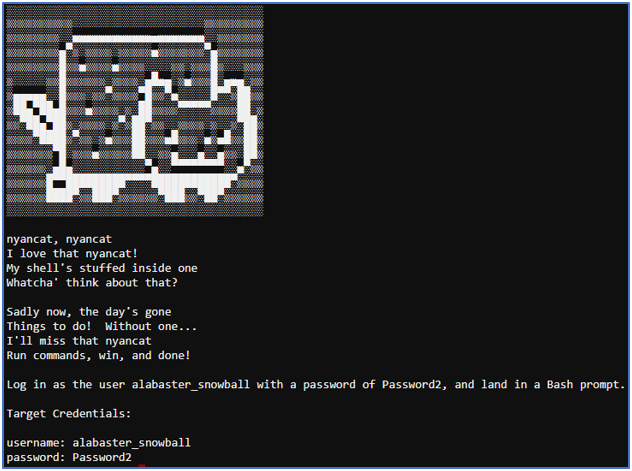 nyancat, nyancat
I love that nyancat!
My shell's stuffed inside one
Whatcha' think about that?
Sadly now, the day's gone
Things to do!  Without one...
I'll miss that nyancat
Run commands, win, and done!
Log in as the user alabaster_snowball with a password of Password2, and land in a Bash prompt.
Target Credentials:
username: alabaster_snowball
password: Password2